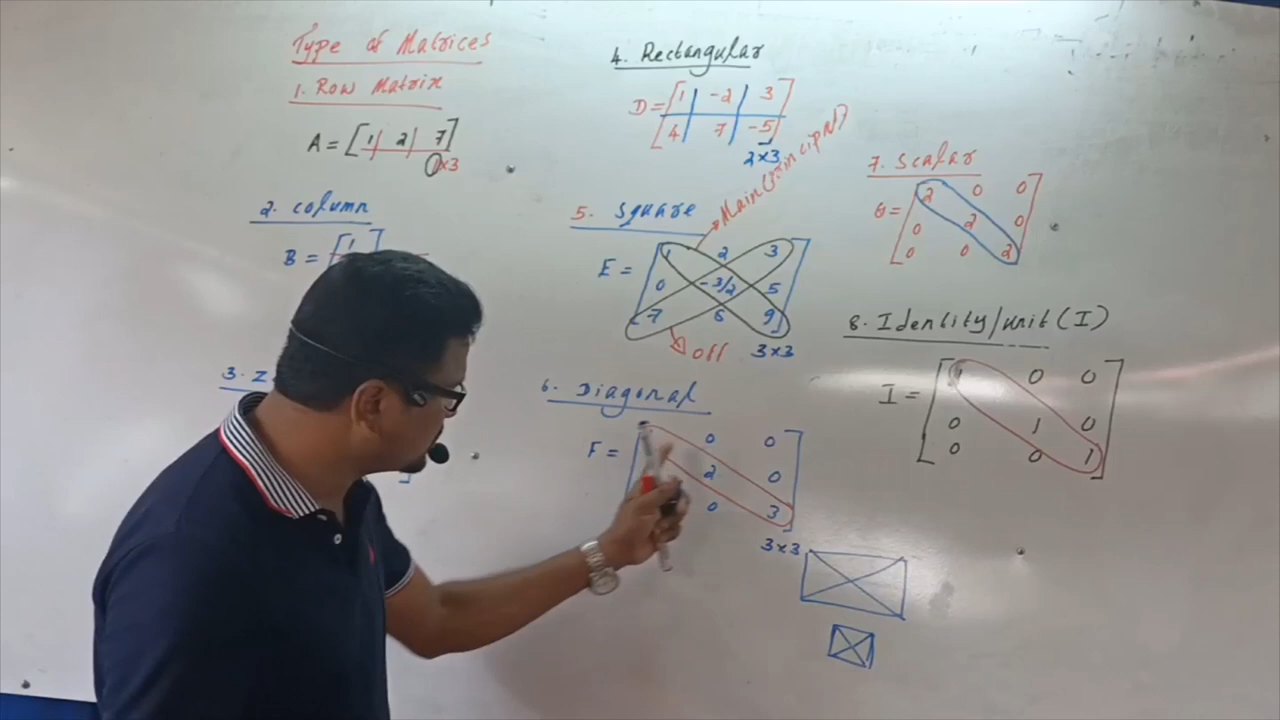 Type of Matrices
1. Row Matrix
A = [ 1 | 2 | 7 ]
1×3
2. column
B = [ 1 ]
3. Z
4. Rectangular
D = [ 1 | -2 | 3
4 | 7 | -5 ]
2×3
5. Square
Main(principal)
E = [ 1 2 3
0 -3/2 5
-7 6 9 ]
off 3×3
6. Diagonal
F = [ 0 0
2 0
0 3 ]
3×3
7. Scalar
G = [ 2 0 0
0 2 0
0 0 2 ]
8. Identity/unit (I)
I = [ 1 0 0
0 1 0
0 0 1 ]